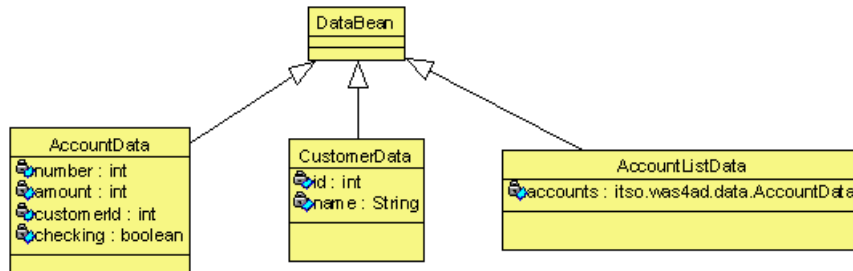 DataBean
AccountData
number : int
amount : int
customerId : int
checking : boolean
CustomerData
id : int
name : String
AccountListData
accounts : itso.was4ad.data.AccountData